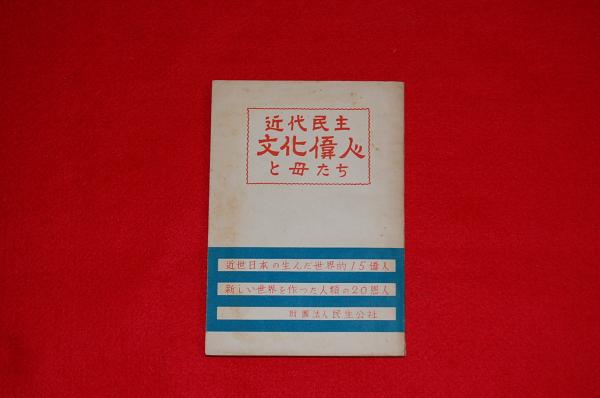 近代民主
文化偉人
と母たち
近世日本の生んだ世界的15偉人
新しい世界を作つた人類の20恩人
財團法人民生公社